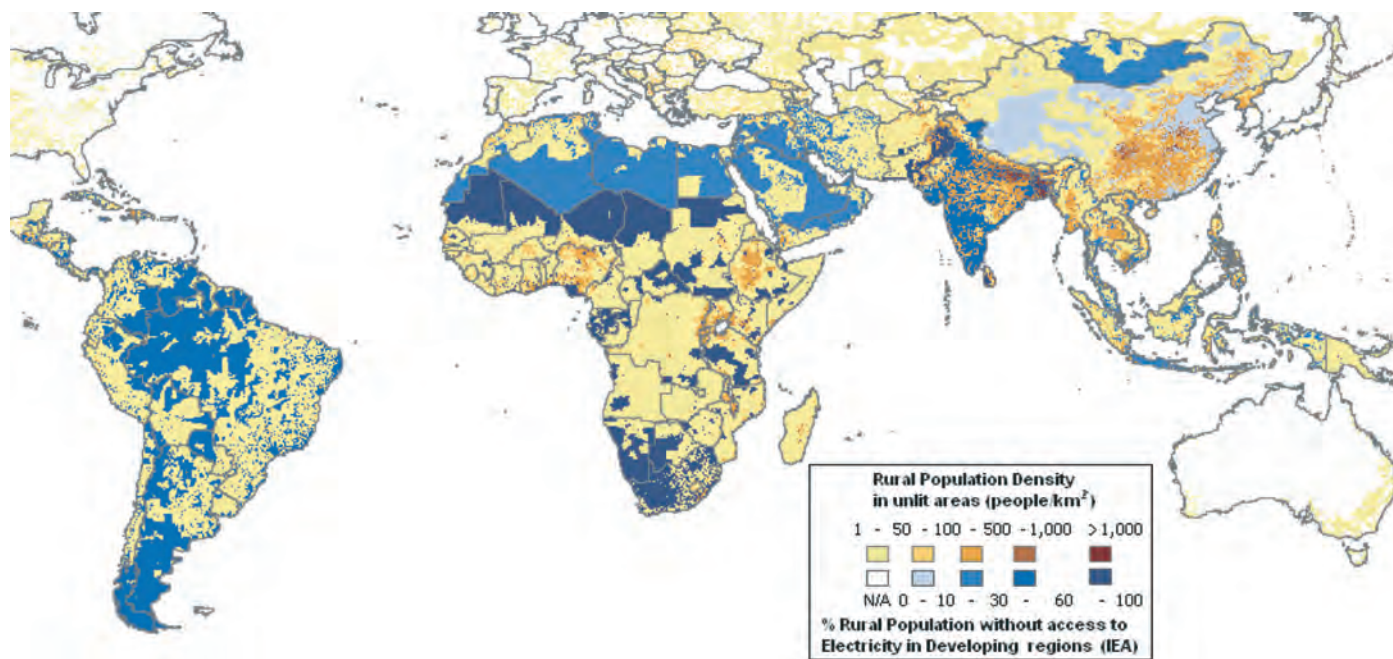 Rural Population Density
in unlit areas (people/km²)
1 - 50 - 100 - 500 - 1,000 >1,000
N/A 0 - 10 - 30 - 60 - 100
% Rural Population without access to
Electricity in Developing regions (IEA)